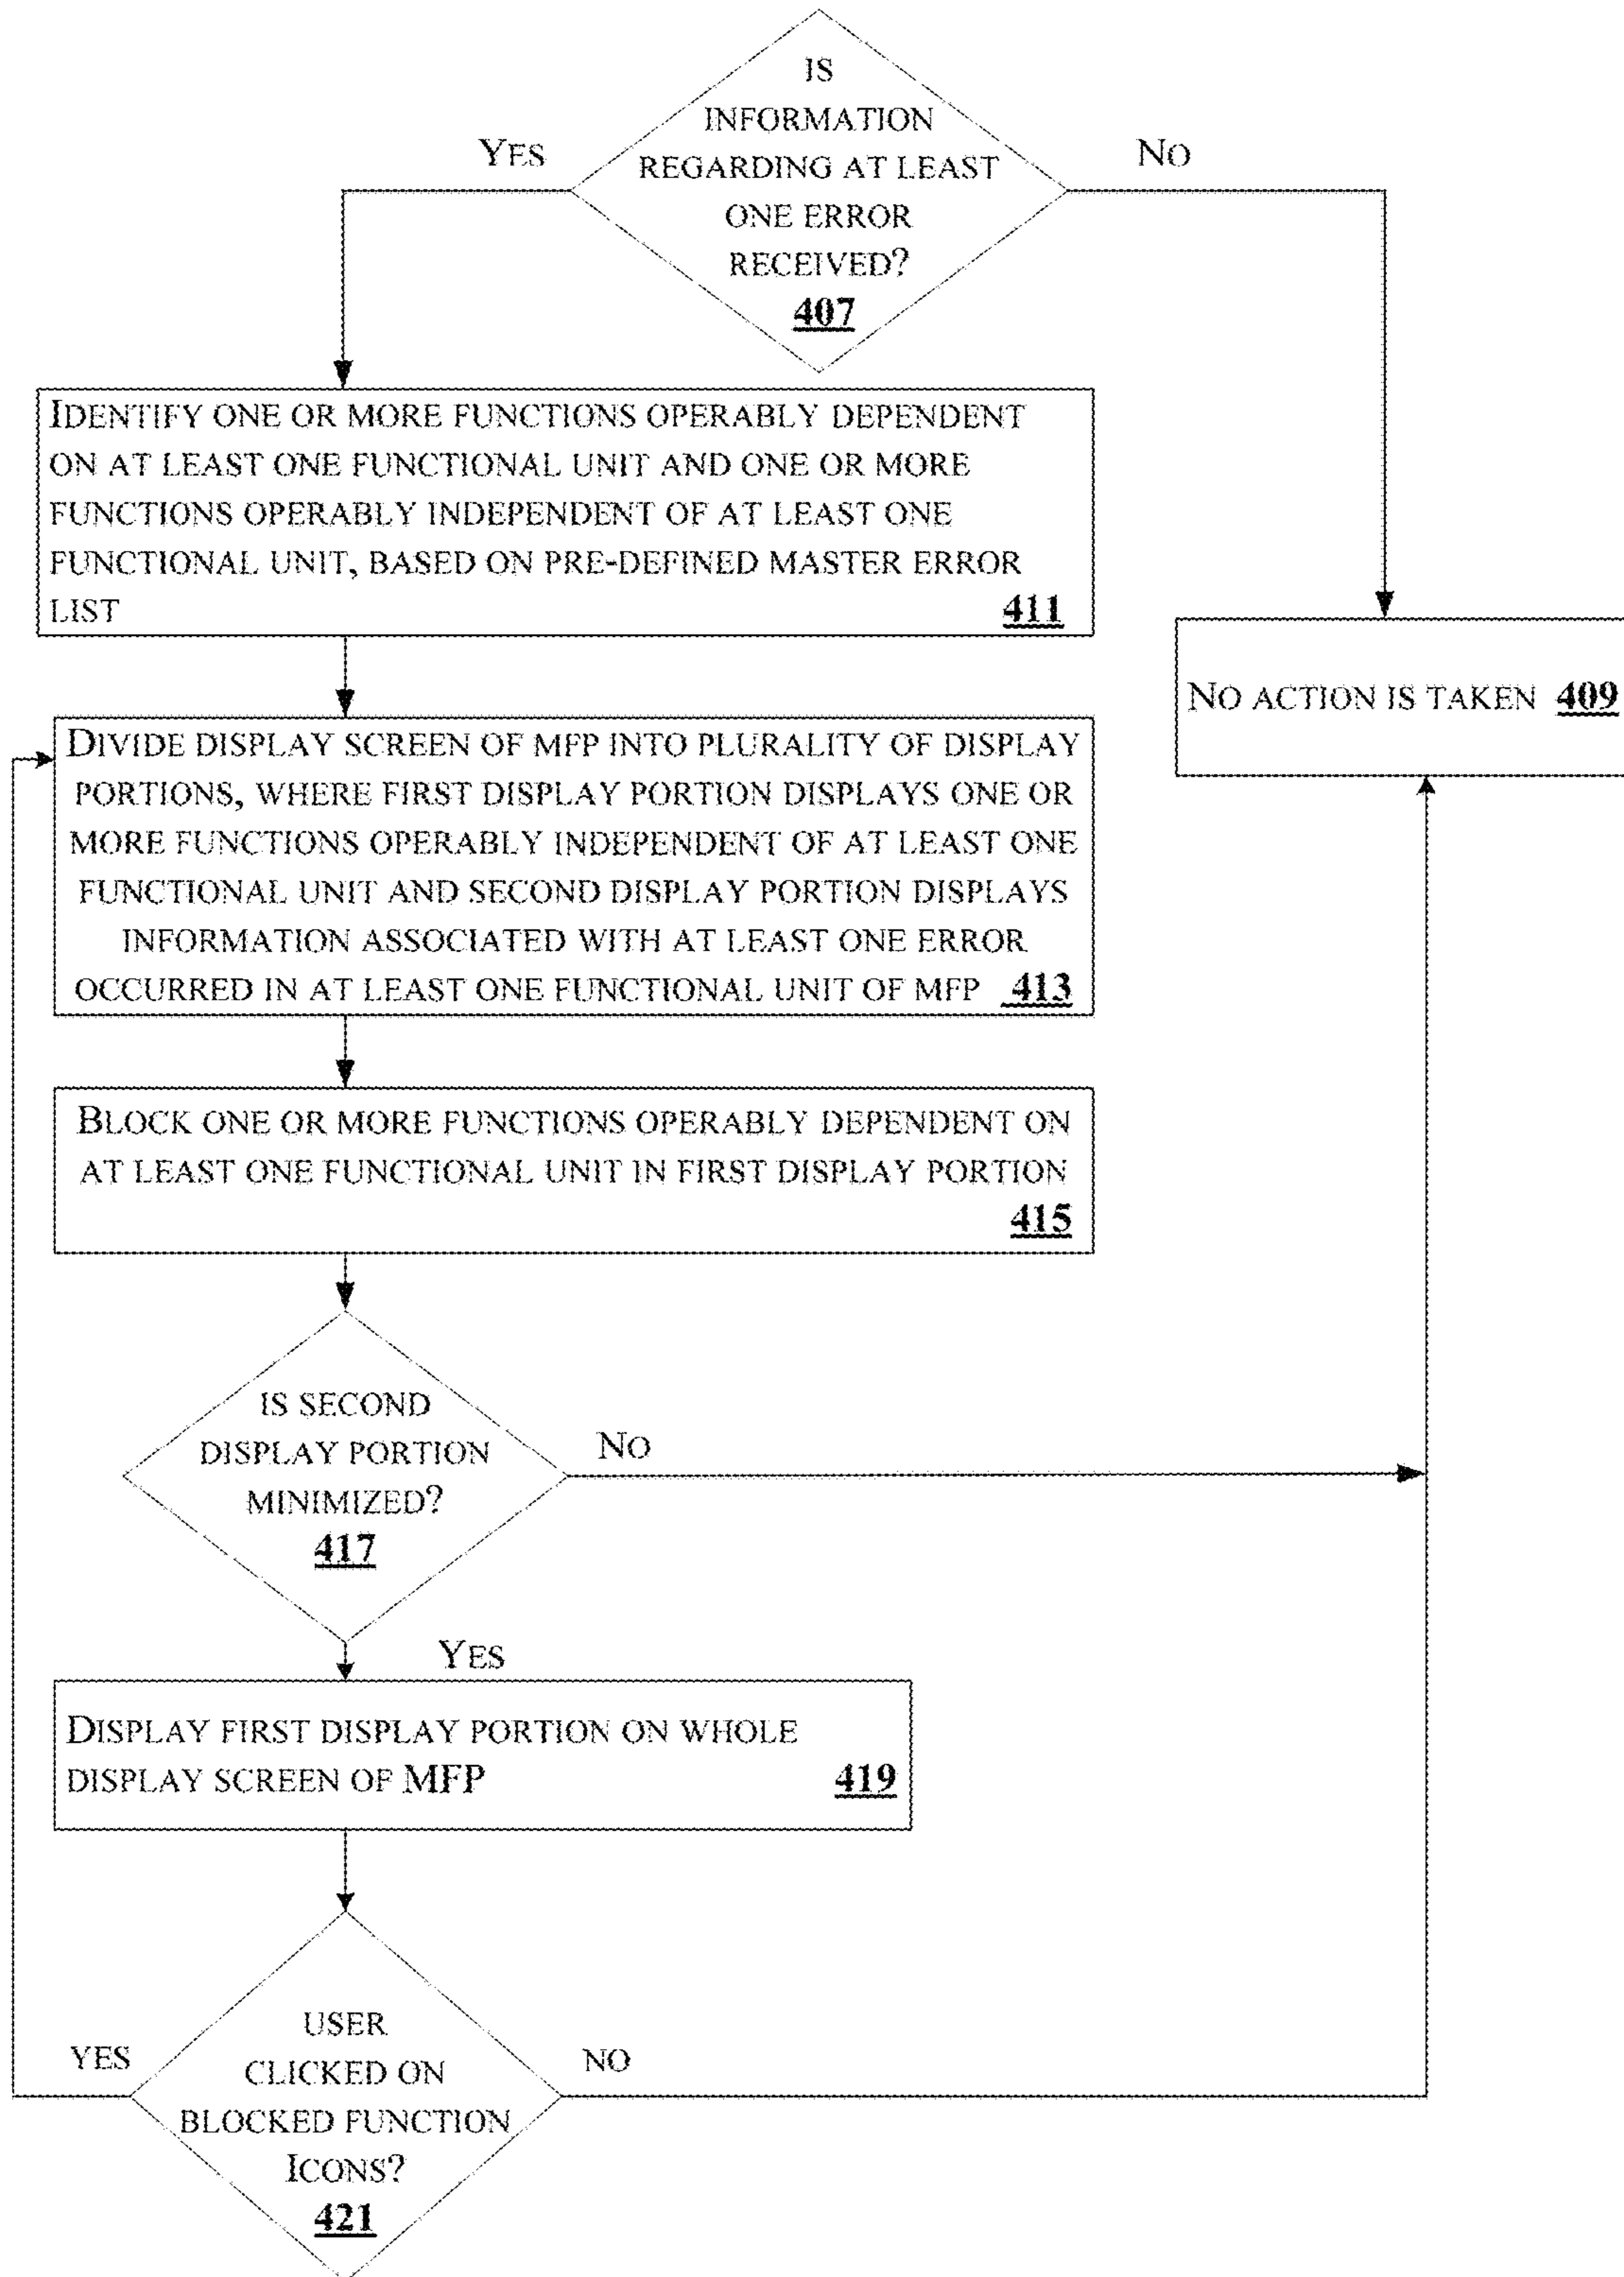 IS
INFORMATION
REGARDING AT LEAST
ONE ERROR
RECEIVED?
407
YES
NO
IDENTIFY ONE OR MORE FUNCTIONS OPERABLY DEPENDENT
ON AT LEAST ONE FUNCTIONAL UNIT AND ONE OR MORE
FUNCTIONS OPERABLY INDEPENDENT OF AT LEAST ONE
FUNCTIONAL UNIT, BASED ON PRE-DEFINED MASTER ERROR
LIST 411
NO ACTION IS TAKEN 409
DIVIDE DISPLAY SCREEN OF MFP INTO PLURALITY OF DISPLAY
PORTIONS, WHERE FIRST DISPLAY PORTION DISPLAYS ONE OR
MORE FUNCTIONS OPERABLY INDEPENDENT OF AT LEAST ONE
FUNCTIONAL UNIT AND SECOND DISPLAY PORTION DISPLAYS
INFORMATION ASSOCIATED WITH AT LEAST ONE ERROR
OCCURRED IN AT LEAST ONE FUNCTIONAL UNIT OF MFP 413
BLOCK ONE OR MORE FUNCTIONS OPERABLY DEPENDENT ON
AT LEAST ONE FUNCTIONAL UNIT IN FIRST DISPLAY PORTION
415
IS SECOND
DISPLAY PORTION
MINIMIZED?
417
NO
YES
DISPLAY FIRST DISPLAY PORTION ON WHOLE
DISPLAY SCREEN OF MFP 419
USER
CLICKED ON
BLOCKED FUNCTION
ICONS?
421
YES
NO